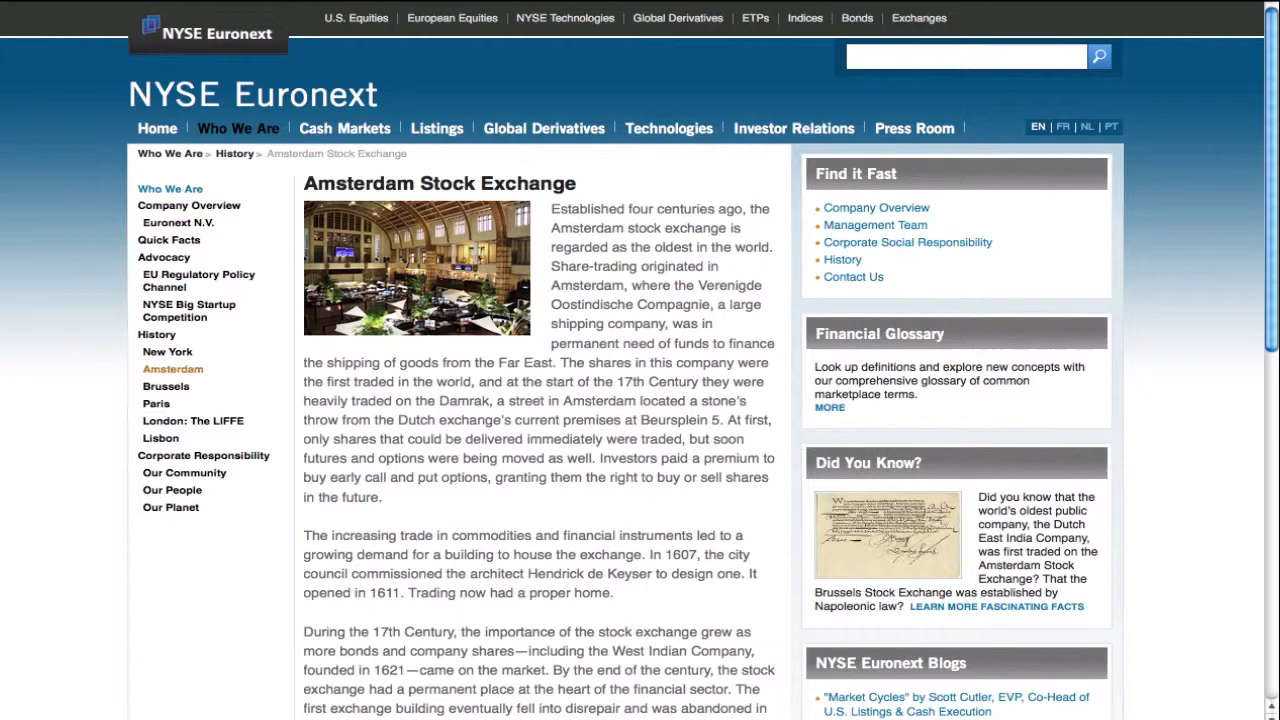 U.S. Equities | European Equities | NYSE Technologies | Global Derivatives | ETPs | Indices | Bonds | Exchanges
NYSE Euronext
NYSE Euronext
Home | Who We Are | Cash Markets | Listings | Global Derivatives | Technologies | Investor Relations | Press Room |
EN | FR | NL | PT
Who We Are > History > Amsterdam Stock Exchange
Who We Are
Company Overview
Euronext N.V.
Quick Facts
Advocacy
EU Regulatory Policy
Channel
NYSE Big Startup
Competition
History
New York
Amsterdam
Brussels
Paris
London: The LIFFE
Lisbon
Corporate Responsibility
Our Community
Our People
Our Planet
Amsterdam Stock Exchange
Established four centuries ago, the
Amsterdam stock exchange is
regarded as the oldest in the world.
Share-trading originated in
Amsterdam, where the Verenigde
Oostindische Compagnie, a large
shipping company, was in
permanent need of funds to finance
the shipping of goods from the Far East. The shares in this company were
the first traded in the world, and at the start of the 17th Century they were
heavily traded on the Damrak, a street in Amsterdam located a stone's
throw from the Dutch exchange's current premises at Beursplein 5. At first,
only shares that could be delivered immediately were traded, but soon
futures and options were being moved as well. Investors paid a premium to
buy early call and put options, granting them the right to buy or sell shares
in the future.
The increasing trade in commodities and financial instruments led to a
growing demand for a building to house the exchange. In 1607, the city
council commissioned the architect Hendrick de Keyser to design one. It
opened in 1611. Trading now had a proper home.
During the 17th Century, the importance of the stock exchange grew as
more bonds and company shares—including the West Indian Company,
founded in 1621—came on the market. By the end of the century, the stock
exchange had a permanent place at the heart of the financial sector. The
first exchange building eventually fell into disrepair and was abandoned in
Find it Fast
Company Overview
Management Team
Corporate Social Responsibility
History
Contact Us
Financial Glossary
Look up definitions and explore new concepts with
our comprehensive glossary of common
marketplace terms.
MORE
Did You Know?
Did you know that the
world's oldest public
company, the Dutch
East India Company,
was first traded on the
Amsterdam Stock
Exchange? That the
Brussels Stock Exchange was established by
Napoleonic law? LEARN MORE FASCINATING FACTS
NYSE Euronext Blogs
"Market Cycles" by Scott Cutler, EVP, Co-Head of
U.S. Listings & Cash Execution